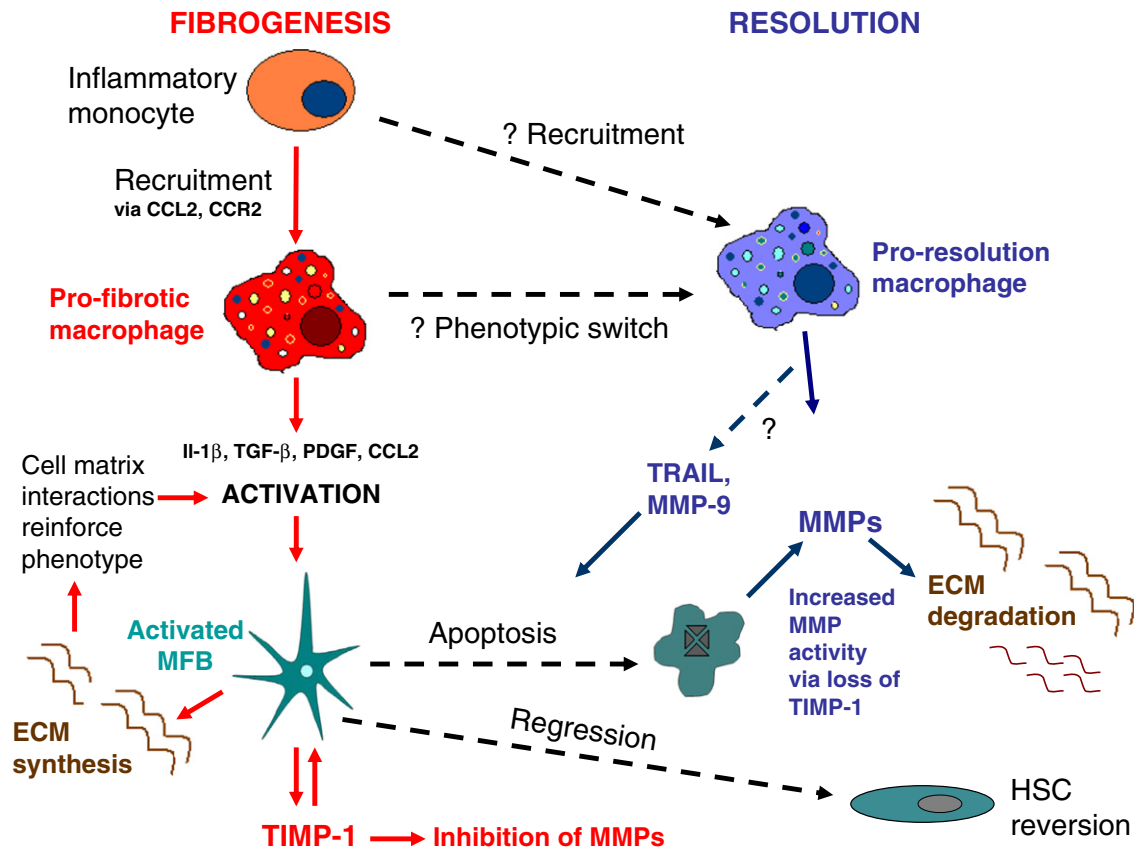 FIBROGENESIS
RESOLUTION
Inflammatory
monocyte
? Recruitment
Recruitment
via CCL2, CCR2
Pro-fibrotic
macrophage
? Phenotypic switch
Pro-resolution
macrophage
?
Il-1β, TGF-β, PDGF, CCL2
Cell matrix
interactions
reinforce
phenotype
ACTIVATION
TRAIL,
MMP-9
MMPs
ECM
degradation
Increased
MMP
activity
via loss of
TIMP-1
Activated
MFB
Apoptosis
ECM
synthesis
Regression
HSC
reversion
TIMP-1
Inhibition of MMPs